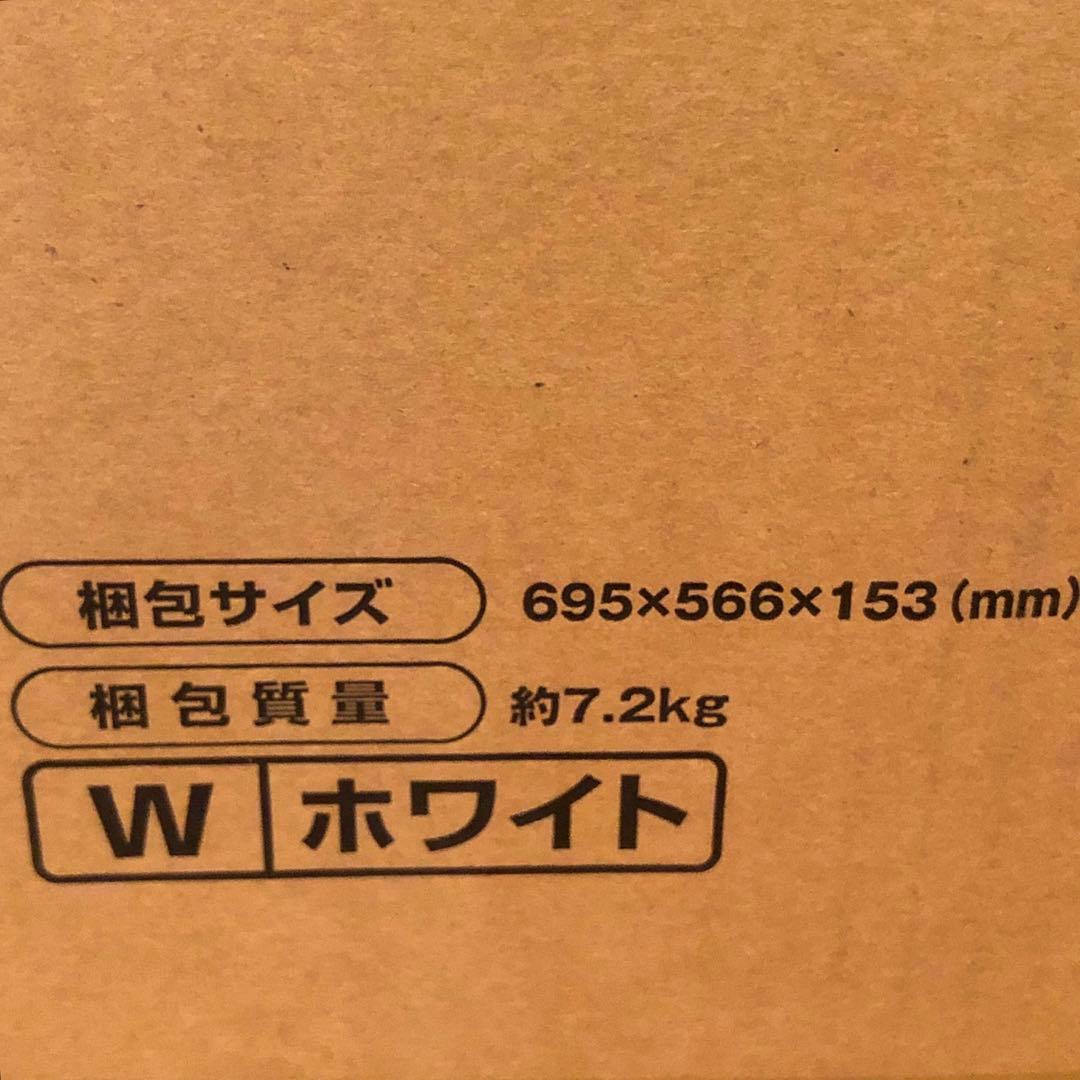 梱包サイズ 695×566×153(mm)
梱包質量 約7.2kg
W ホワイト